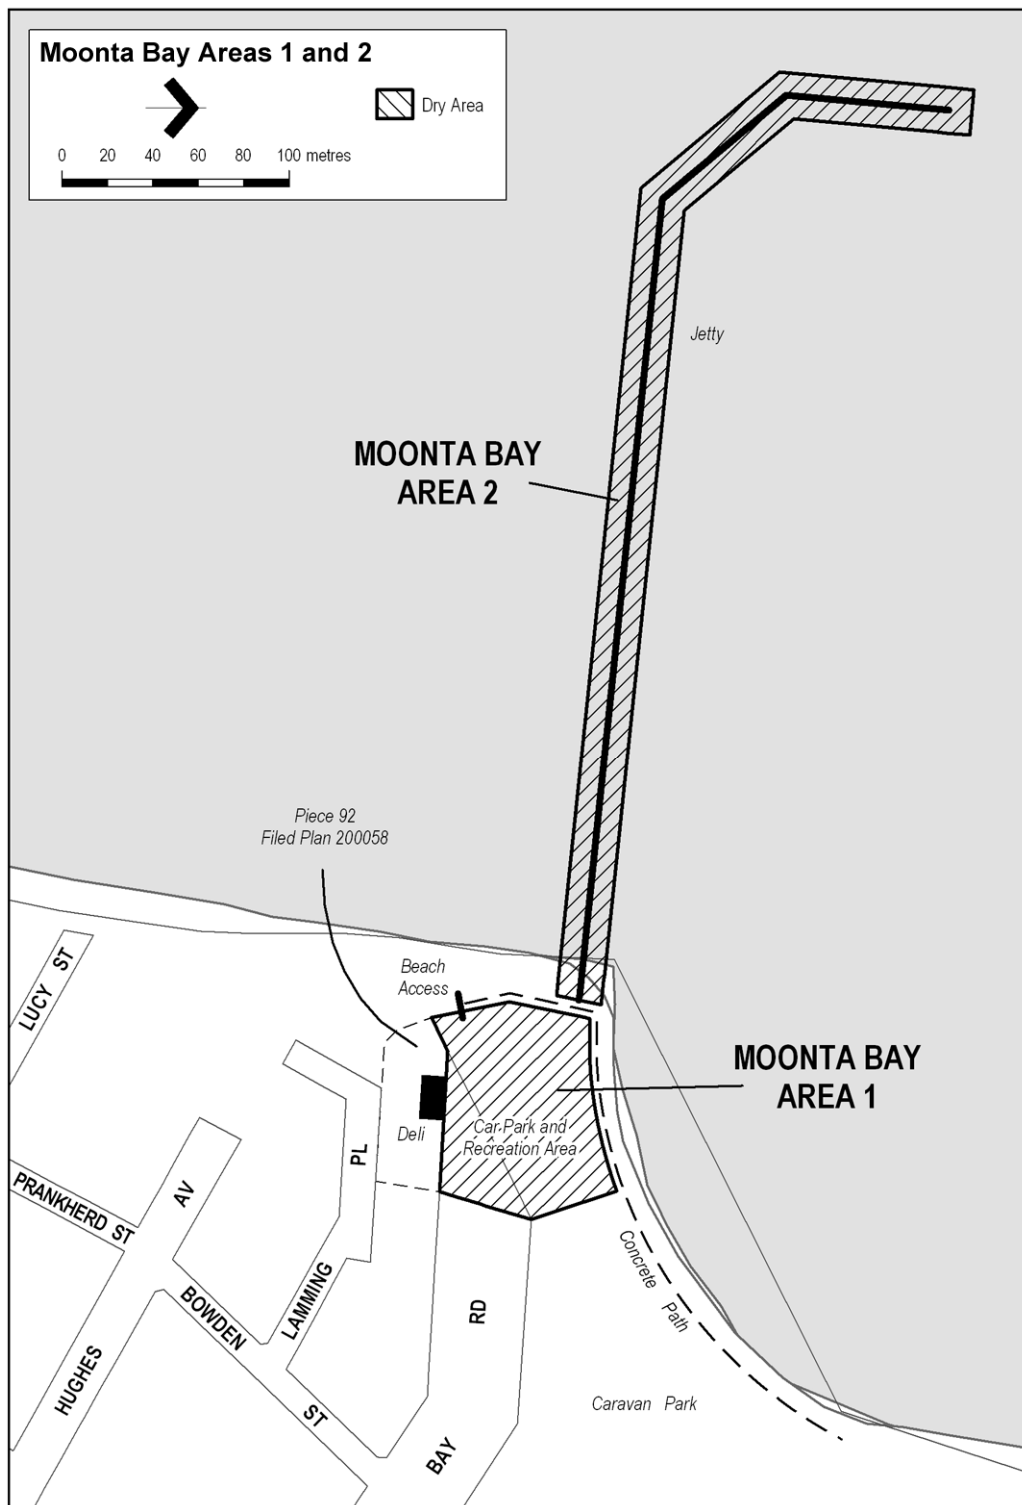 Moonta Bay Areas 1 and 2
Dry Area
0 20 40 60 80 100 metres
Jetty
MOONTA BAY
AREA 2
Piece 92
Filed Plan 200058
LUCY ST
Beach
Access
MOONTA BAY
AREA 1
Car Park and
Recreation Area
Deli
PL
AV
PRANKHERD ST
LAMMING
BOWDEN
ST
HUGHES
RD
BAY
Concrete Path
Caravan Park